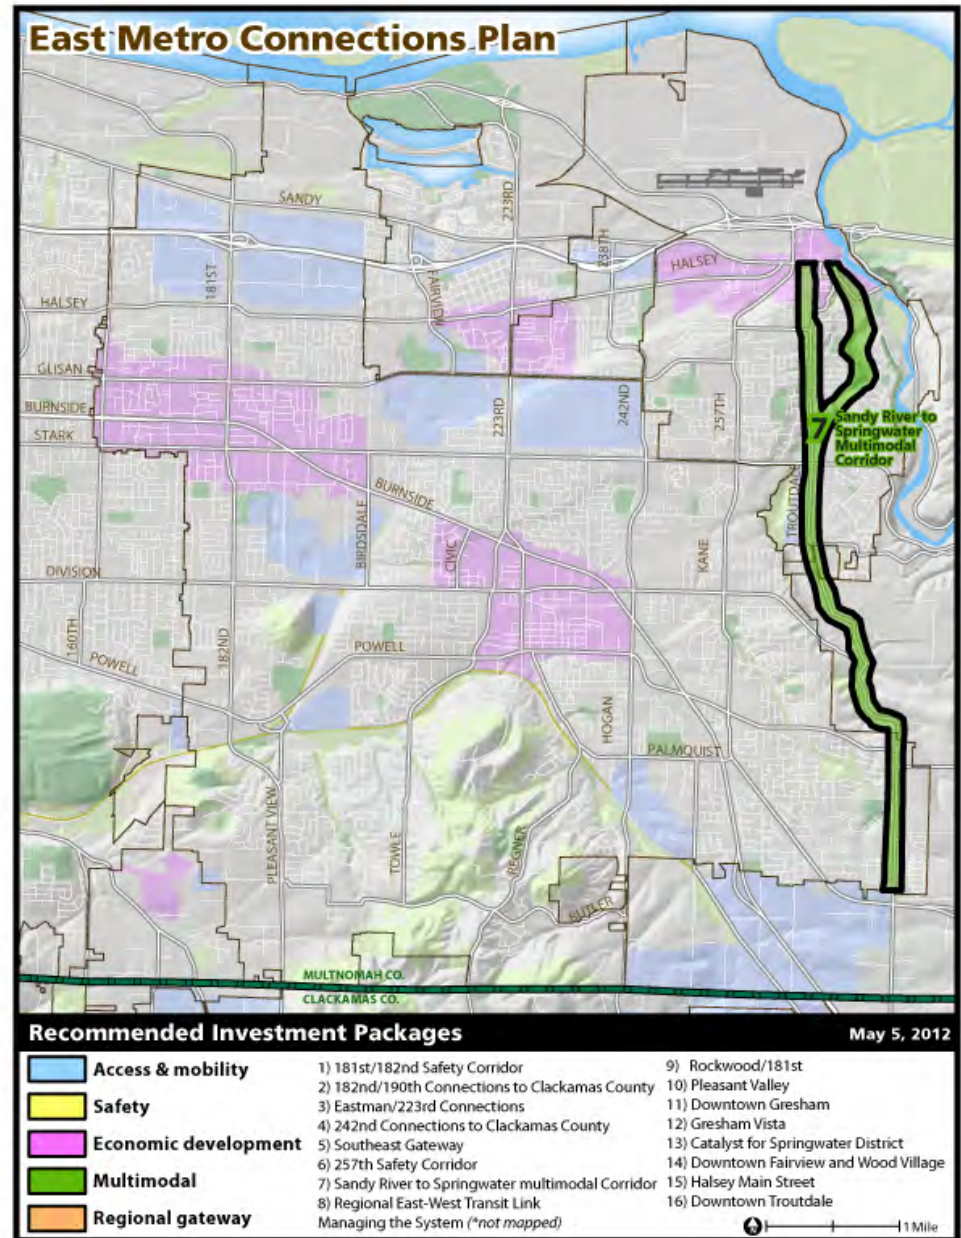 East Metro Connections Plan
SANDY
223RD
238TH
HALSEY
181ST
FAIRVIEW
HALSEY
GLISAN
BURNSIDE
STARK
223RD
242ND
257TH
7 Sandy River to
Springwater
Multimodal
Corridor
BURNSIDE
BIRDSDALE
CIVIC
KANE
TROUTDA
DIVISION
160TH
182ND
POWELL
POWELL
HOGAN
PALMQUIST
PLEASANT VIEW
TOWLE
REGNER
BUTLER
MULTNOMAH CO.
CLACKAMAS CO.
Recommended Investment Packages May 5, 2012
Access & mobility
Safety
Economic development
Multimodal
Regional gateway
1) 181st/182nd Safety Corridor
2) 182nd/190th Connections to Clackamas County
3) Eastman/223rd Connections
4) 242nd Connections to Clackamas County
5) Southeast Gateway
6) 257th Safety Corridor
7) Sandy River to Springwater multimodal Corridor
8) Regional East-West Transit Link
Managing the System (*not mapped)
9) Rockwood/181st
10) Pleasant Valley
11) Downtown Gresham
12) Gresham Vista
13) Catalyst for Springwater District
14) Downtown Fairview and Wood Village
15) Halsey Main Street
16) Downtown Troutdale
1 Mile